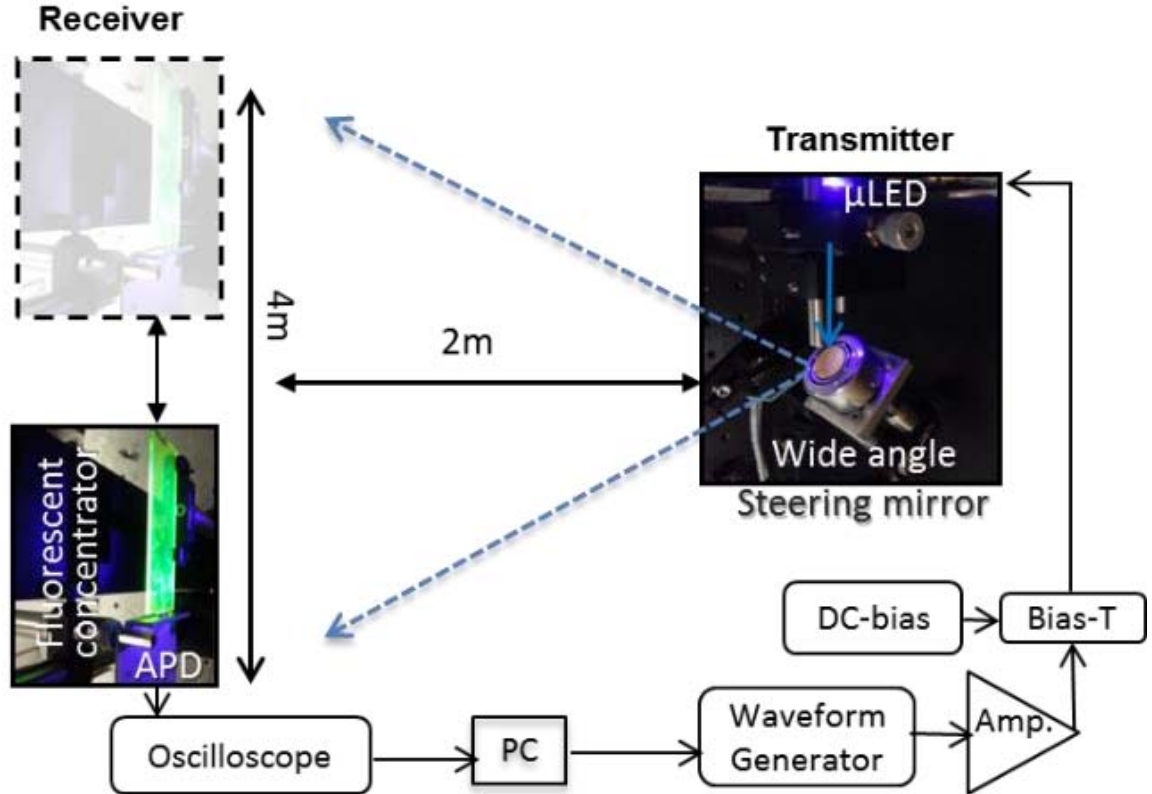 Receiver
Transmitter
µLED
4m
2m
Wide angle
Steering mirror
Fluorescent
concentrator
APD
DC-bias
Bias-T
Oscilloscope
PC
Waveform
Generator
Amp.